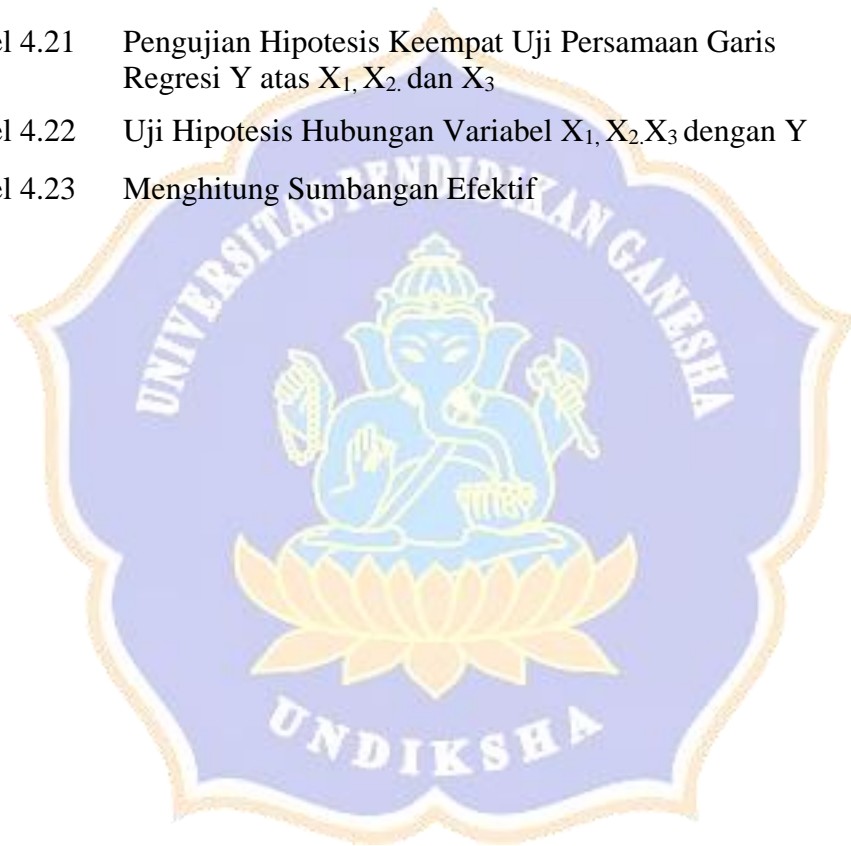 el 4.21 Pengujian Hipotesis Keempat Uji Persamaan Garis
Regresi Y atas X₁, X₂. dan X₃
el 4.22 Uji Hipotesis Hubungan Variabel X₁, X₂.X₃ dengan Y
el 4.23 Menghitung Sumbangan Efektif
UNIVERSITAS PENDIDIKAN GANESHA
UNDIKSHA